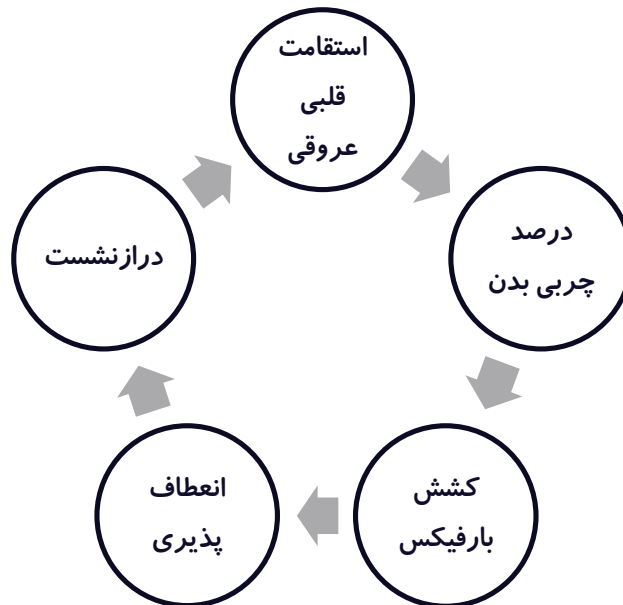 استقامت
قلبی
عروقی
درصد
چربی بدن
کشش
بارفیکس
انعطاف
پذیری
درازنشست